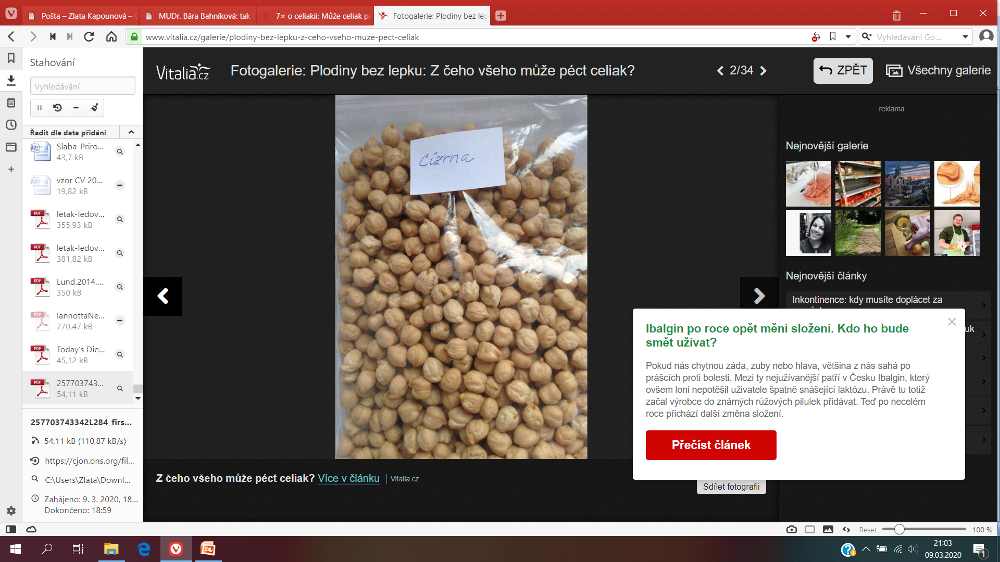 Pošta – Zlata Kapounová –
MUDr. Bára Bahníková: tak
7× o celiakii: Může celiak
Fotogalerie: Plodiny bez
www.vitalia.cz/galerie/plodiny-bez-lepku-z-ceho-vseho-muze-pect-celiak
Vyhledávání Go...
Stahování
Vyhledávání
Řadit dle data přidání
Slaba-Priro...
43,7 kB
vzor CV 20...
19,82 kB
letak-ledov...
355,93 kB
letak-ledov...
381,82 kB
Lund.2014....
350 kB
IannottaNe...
770,47 kB
Today's Die...
45,12 kB
257703743...
54,11 kB
257703743342L284_firs...
54,11 kB (110,87 kB/s)
https://cjon.ons.org/fil...
C:\Users\Zlata\Downl...
Zahájeno: 9. 3. 2020, 18...
Dokončeno: 18:59
Vitalia.cz
Fotogalerie: Plodiny bez lepku: Z čeho všeho může péct celiak?
2/34
ZPĚT
Všechny galerie
cizrna
reklama
Nejnovější galerie
Nejnovější články
Inkontinence: kdy musíte doplácet za
uk
Ibalgin po roce opět mění složení. Kdo ho bude
smět užívat?
Pokud nás chytnou záda, zuby nebo hlava, většina z nás sahá po
prášcích proti bolesti. Mezi ty nejužívanější patří v Česku Ibalgin, který
ovšem loni nepotěšil uživatele špatně snášející laktózu. Právě tu totiž
začal výrobce do známých růžových pilulek přidávat. Teď po necelém
roce přichází další změna složení.
Přečíst článek
Z čeho všeho může péct celiak? Více v článku | Vitalia.cz
Sdílet fotografii
Reset
100 %
21:03
09.03.2020
1